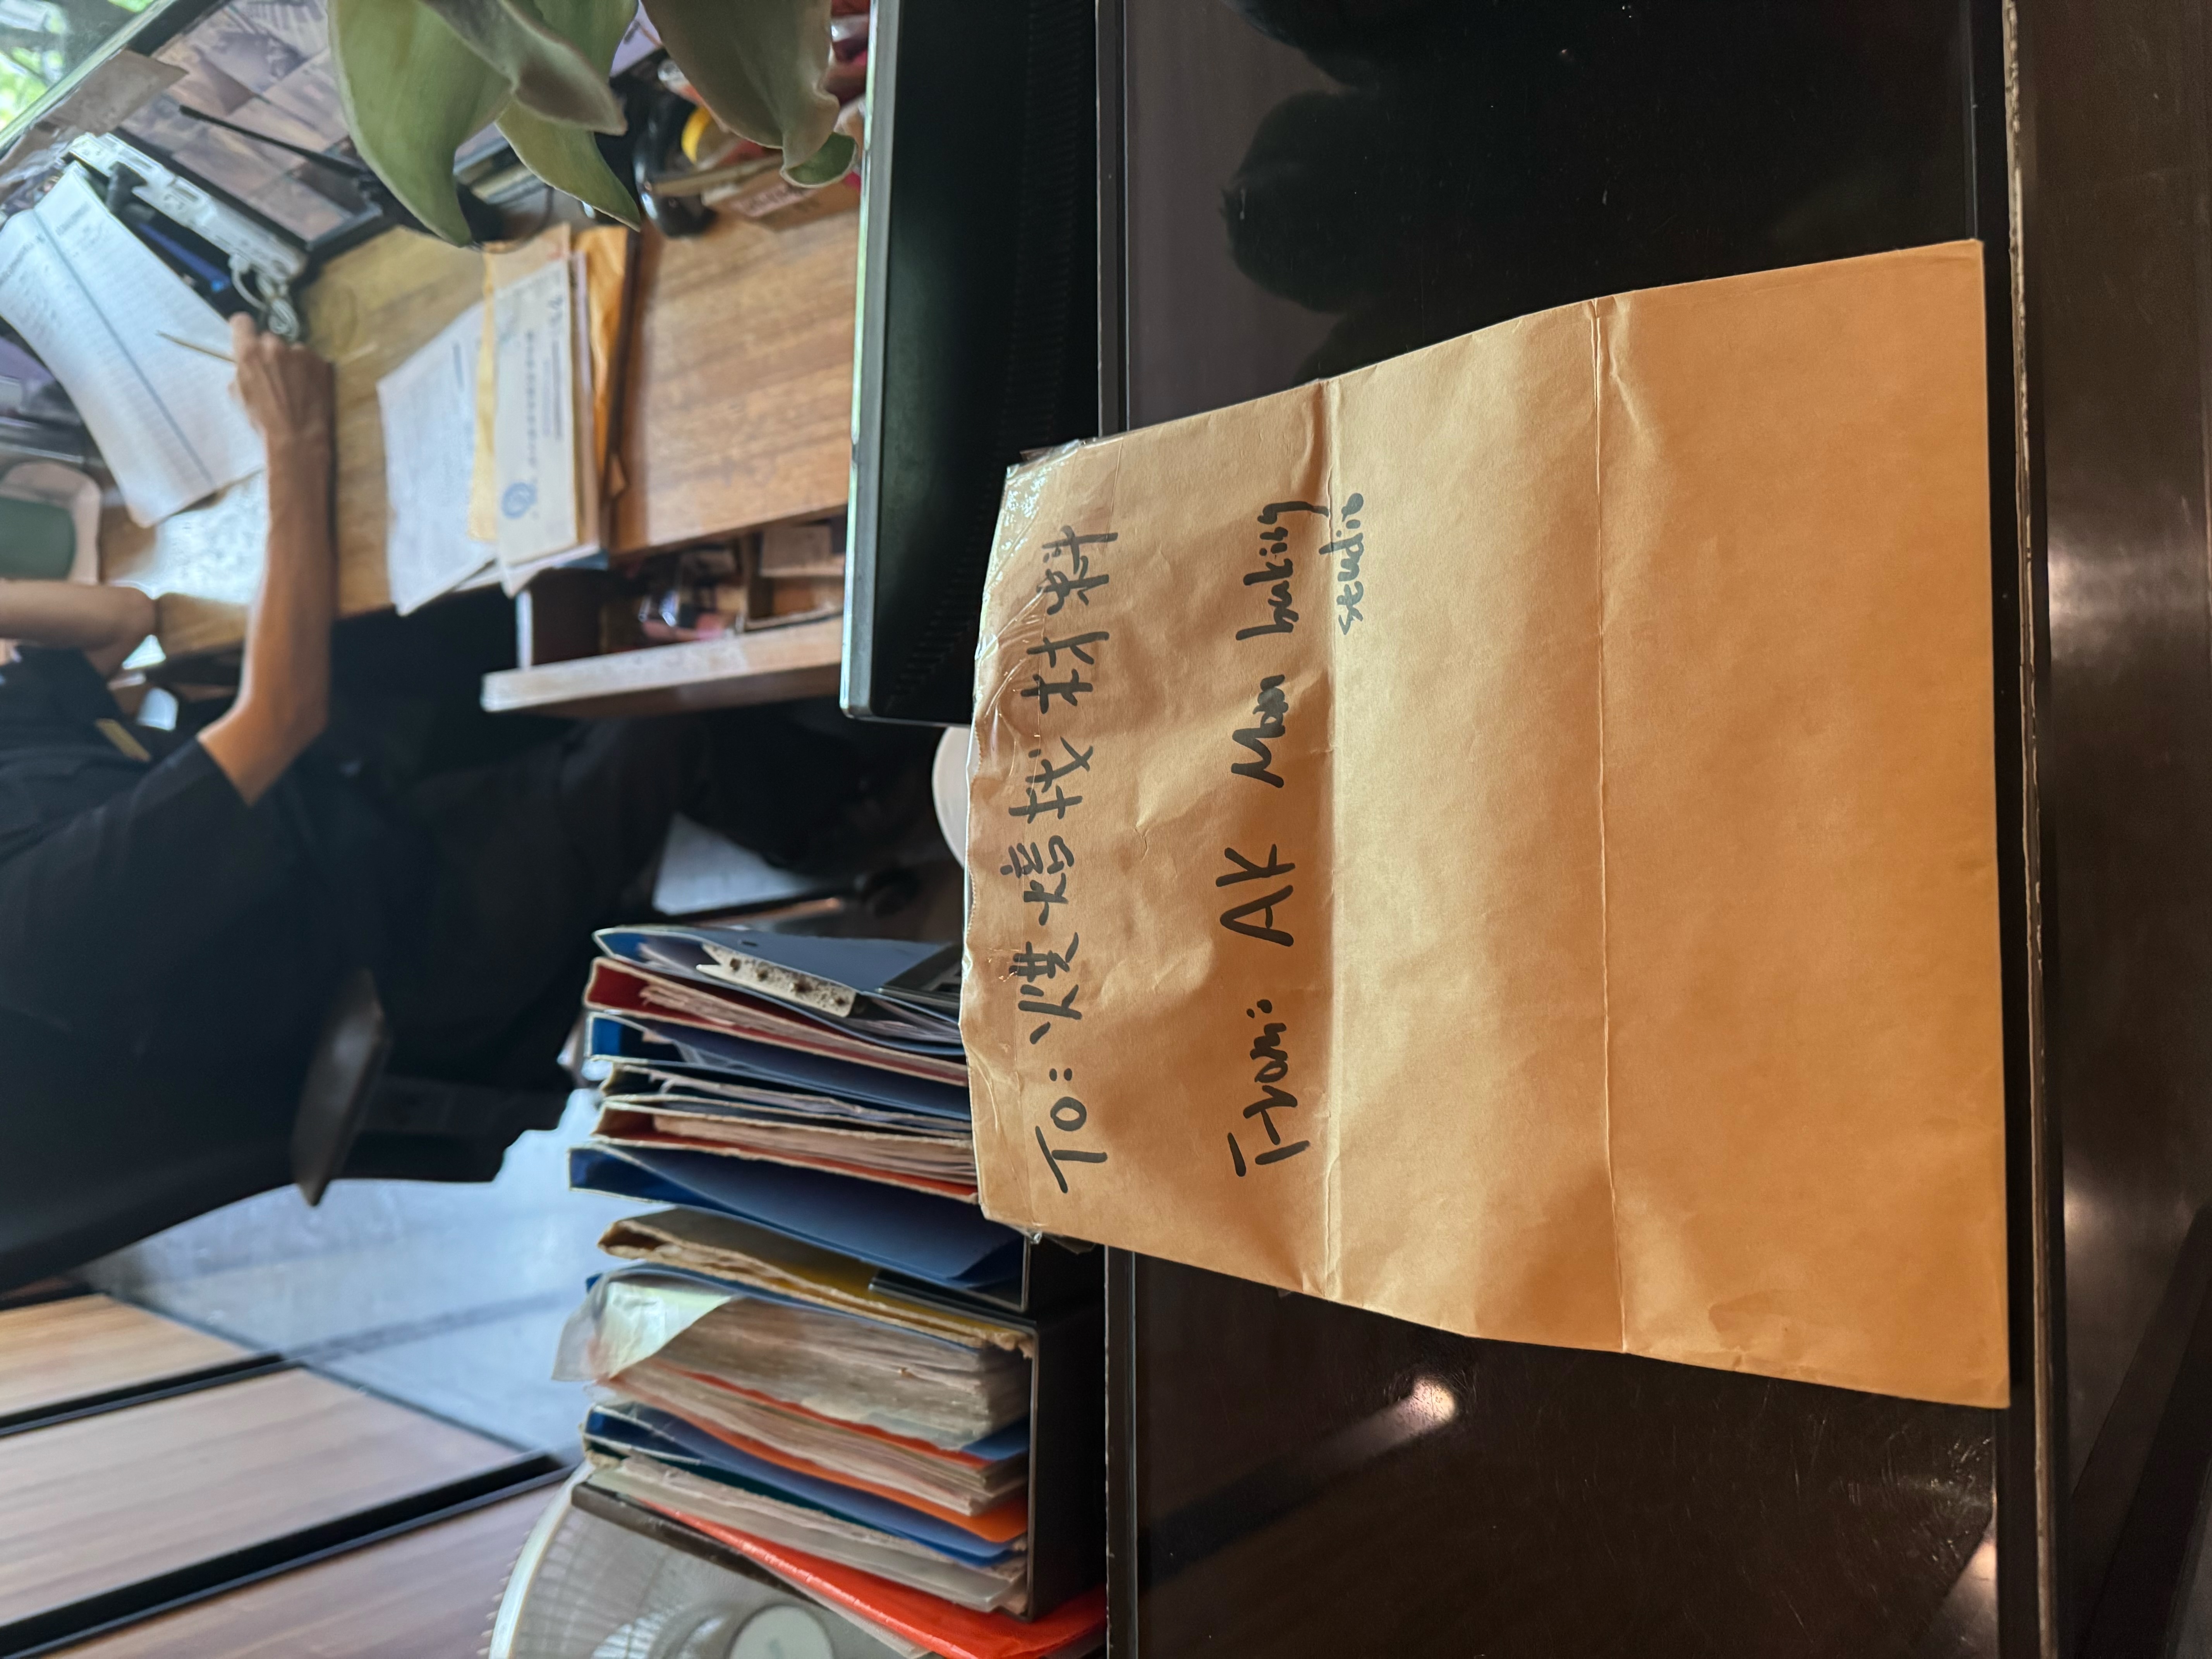 To: 烘焙找材料
From: AK Mom baking
studio